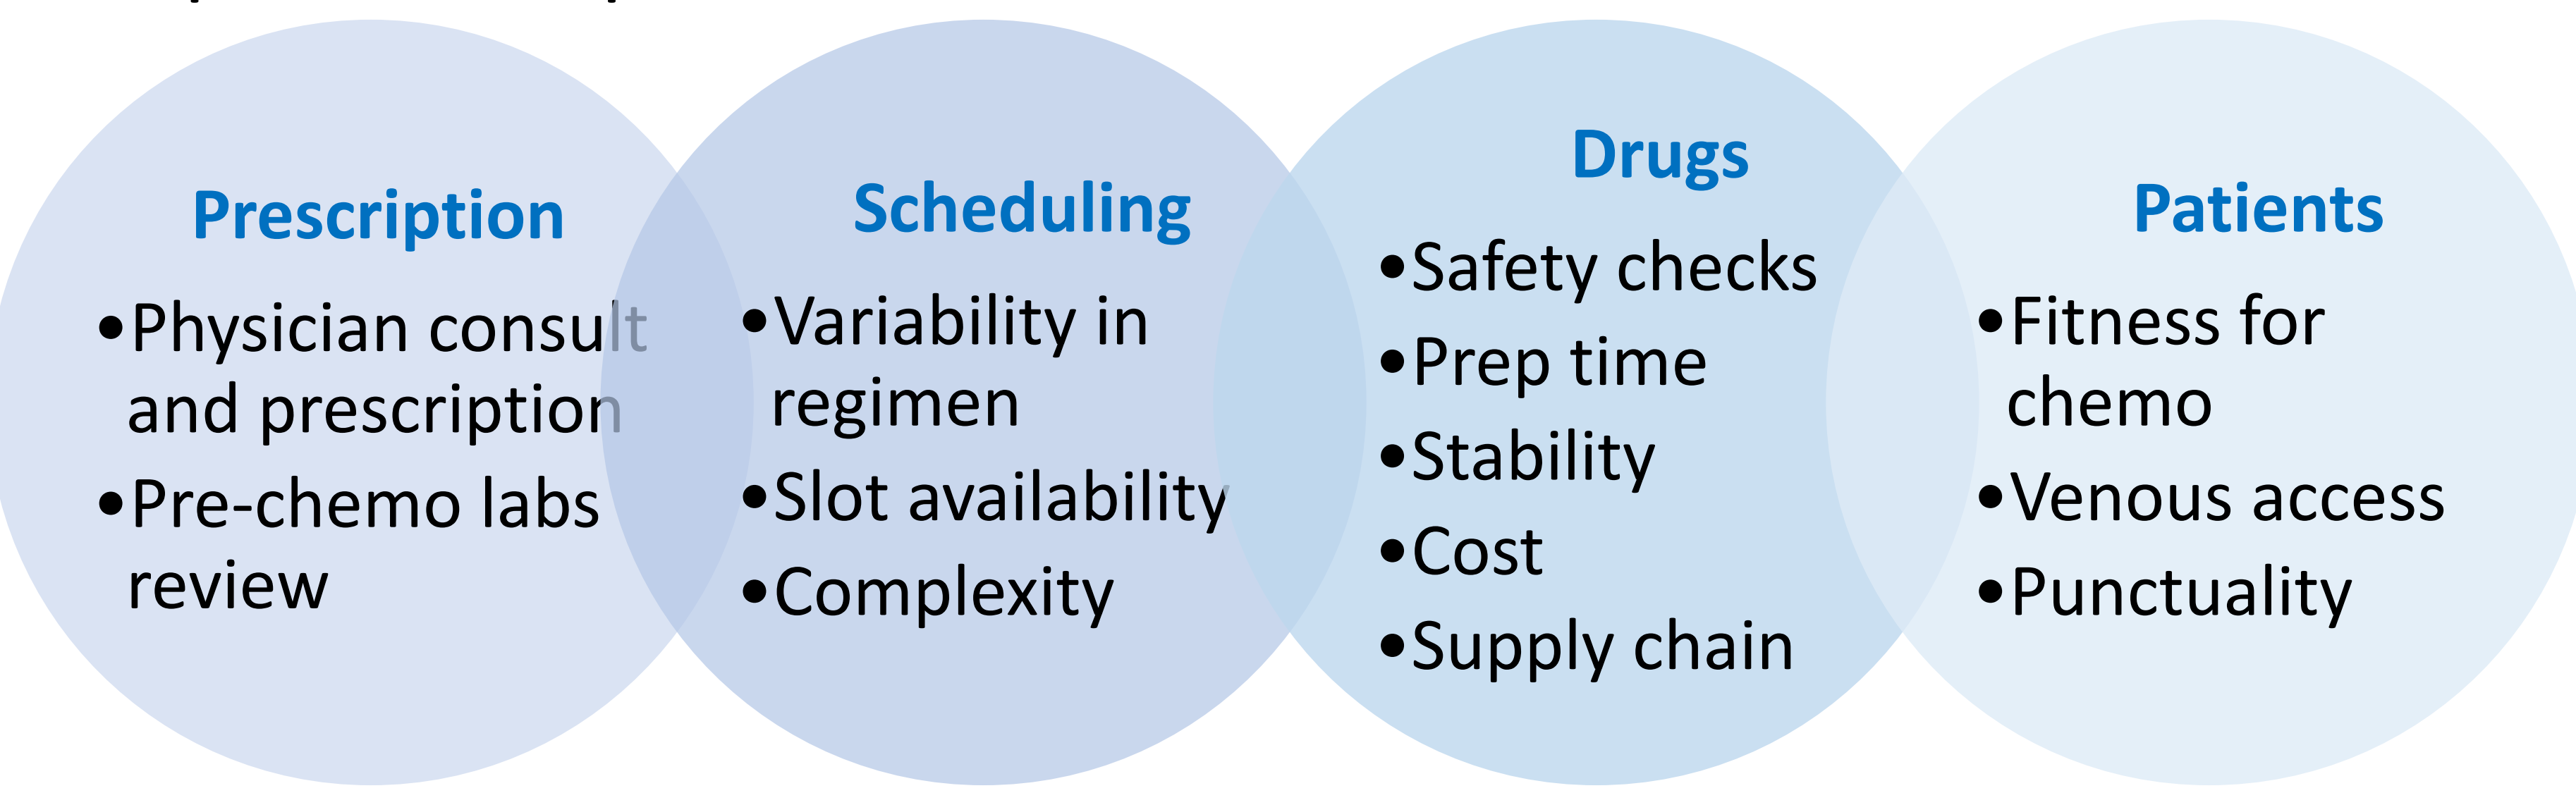 Prescription
•Physician consult
and prescription
•Pre-chemo labs
review
Scheduling
•Variability in
regimen
•Slot availability
•Complexity
Drugs
•Safety checks
•Prep time
•Stability
•Cost
•Supply chain
Patients
•Fitness for
chemo
•Venous access
•Punctuality